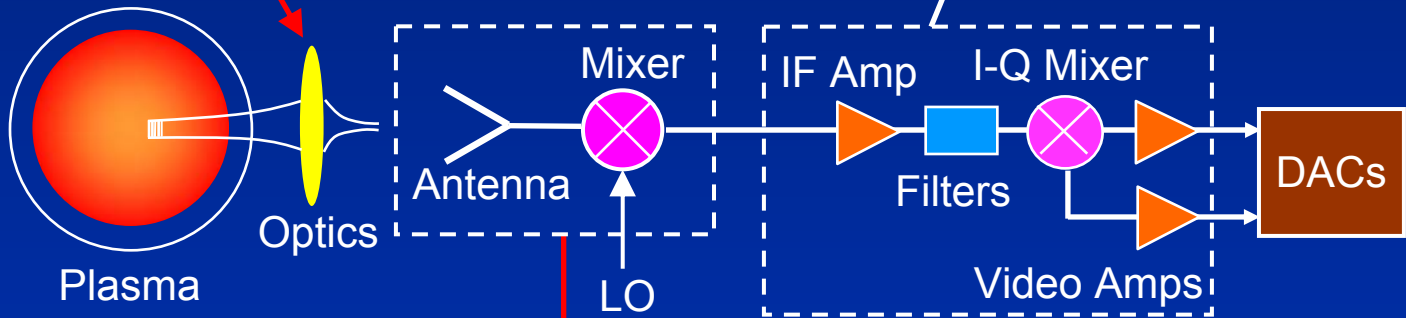 Mixer
IF Amp
I-Q Mixer
Antenna
Filters
DACs
Optics
Plasma
LO
Video Amps